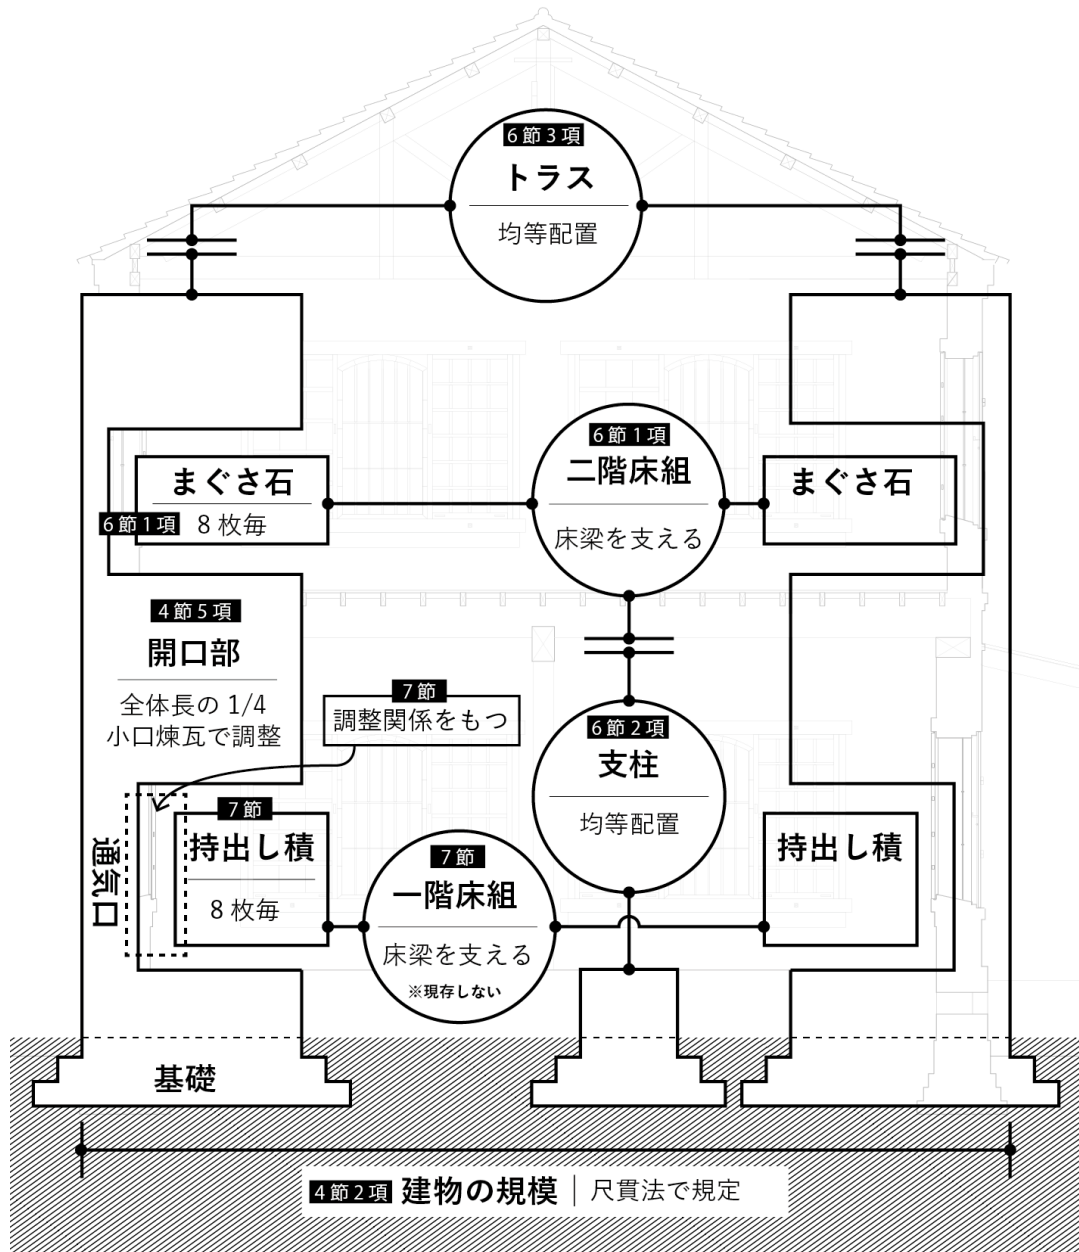 6節3項
トラス
均等配置
6節1項
二階床組
床梁を支える
まぐさ石
6節1項
8枚毎
まぐさ石
4節5項
開口部
全体長の1/4
小口煉瓦で調整
7節
調整関係をもつ
6節2項
支柱
均等配置
通気口
7節
持出し積
8枚毎
7節
一階床組
床梁を支える
※現存しない
持出し積
基礎
4節2項 建物の規模｜尺貫法で規定